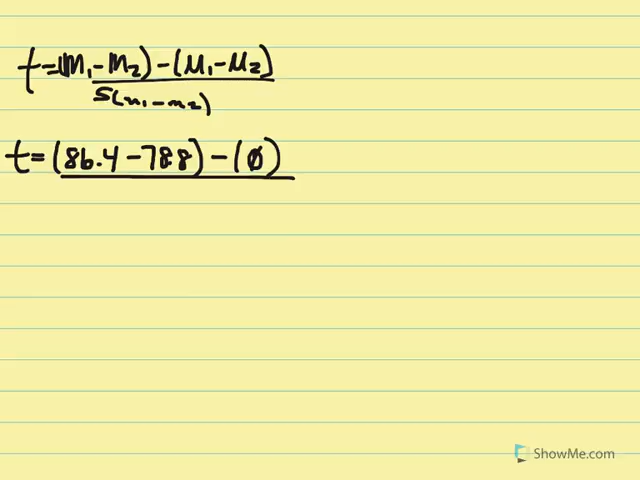 t=(M₁-M₂)-(μ₁-μ₂)
S(m₁-m₂)
t=(86.4-78.8)-(0)
ShowMe.com